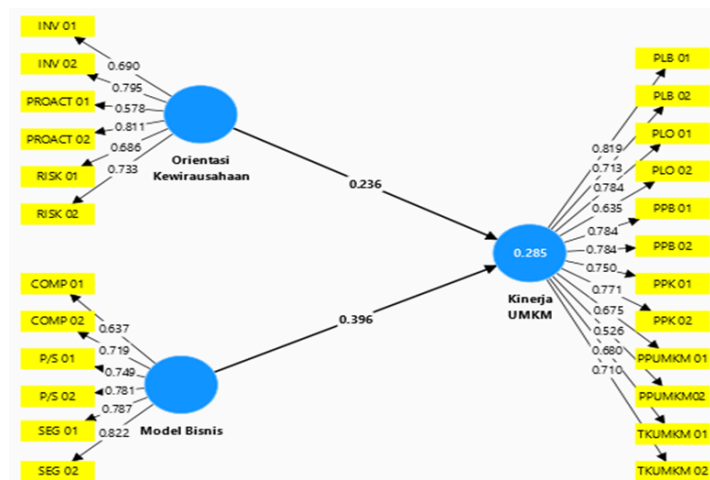 INV 01
INV 02
PROACT 01
PROACT 02
RISK 01
RISK 02
0.690
0.795
0.578
0.811
0.686
0.733
Orientasi
Kewirausahaan
0.236
COMP 01
COMP 02
P/S 01
P/S 02
SEG 01
SEG 02
0.637
0.719
0.749
0.781
0.787
0.822
Model Bisnis
0.396
0.285
Kinerja
UMKM
0.819
0.713
0.784
0.635
0.784
0.784
0.750
0.771
0.675
0.526
0.680
0.710
PLB 01
PLB 02
PLO 01
PLO 02
PPB 01
PPB 02
PPK 01
PPK 02
PPUMKM 01
PPUMKM02
TKUMKM 01
TKUMKM 02